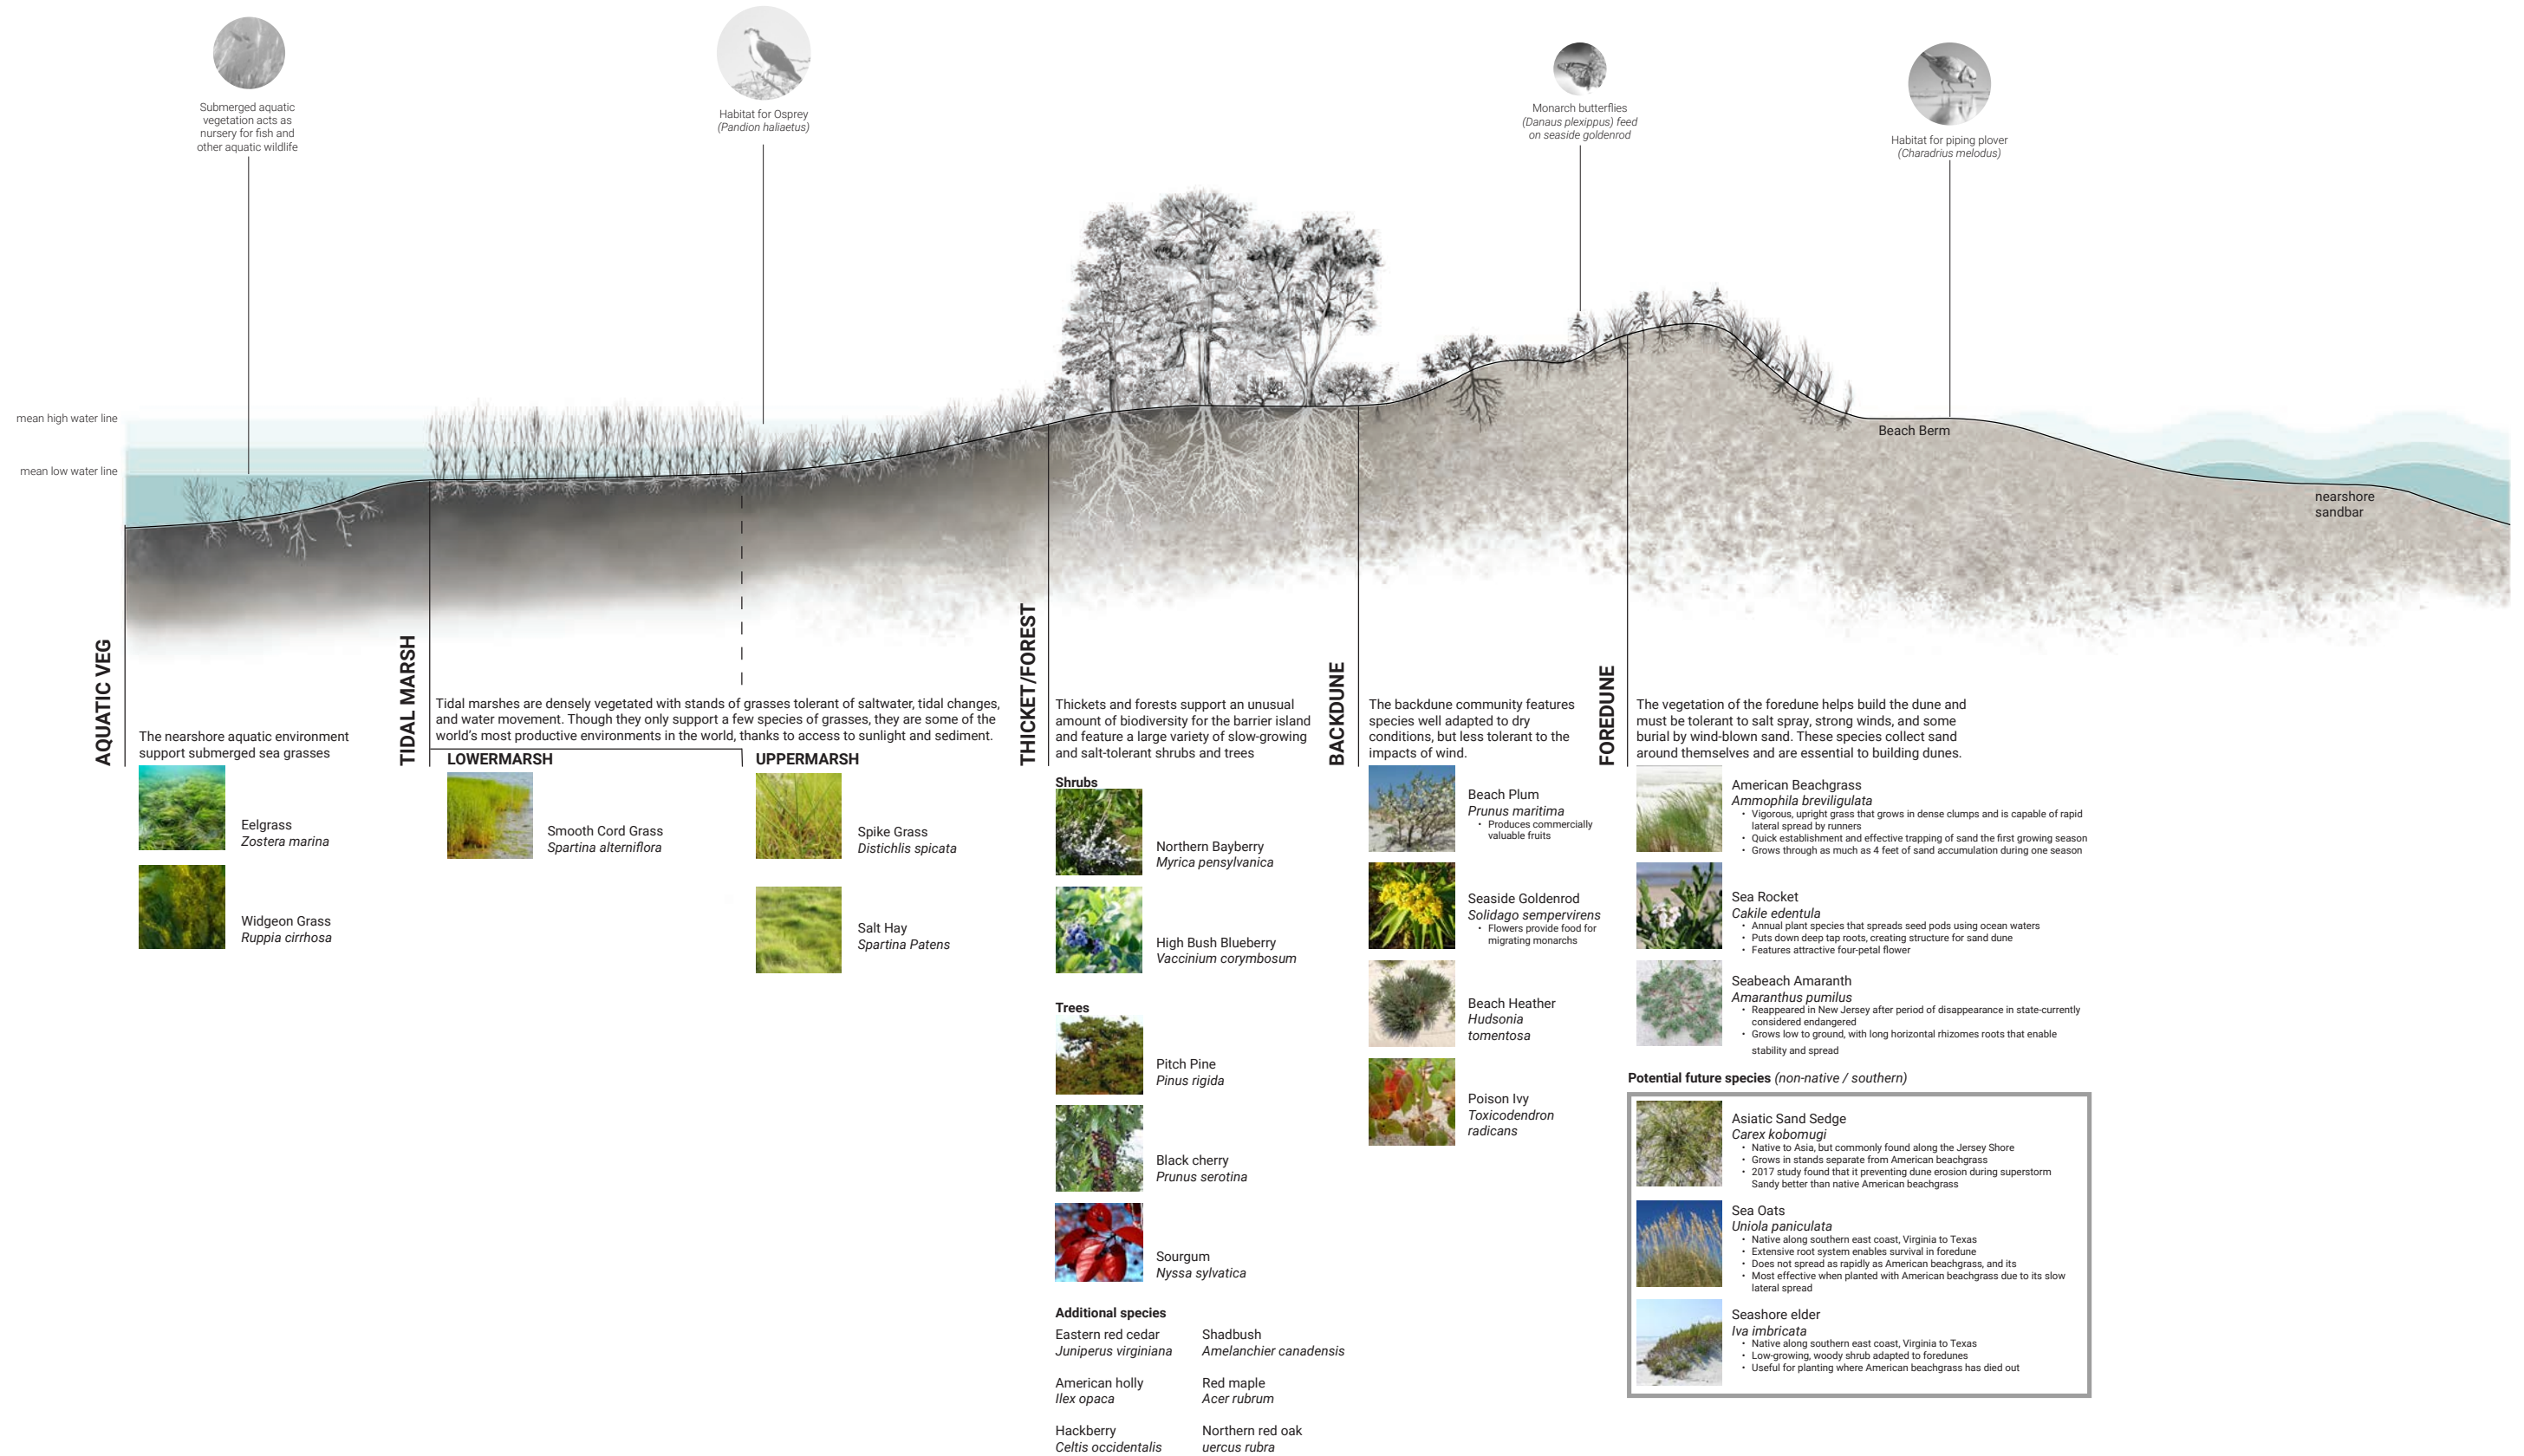 Submerged aquatic
vegetation acts as
nursery for fish and
other aquatic wildlife
Habitat for Osprey
(Pandion haliaetus)
Monarch butterflies
(Danaus plexippus) feed
on seaside goldenrod
Habitat for piping plover
(Charadrius melodus)
mean high water line
mean low water line
Beach Berm
nearshore
sandbar
AQUATIC VEG
The nearshore aquatic environment
support submerged sea grasses
Eelgrass
Zostera marina
Widgeon Grass
Ruppia cirrhosa
TIDAL MARSH
Tidal marshes are densely vegetated with stands of grasses tolerant of saltwater, tidal changes,
and water movement. Though they only support a few species of grasses, they are some of the
world's most productive environments in the world, thanks to access to sunlight and sediment.
LOWERMARSH
Smooth Cord Grass
Spartina alterniflora
UPPERMARSH
Spike Grass
Distichlis spicata
Salt Hay
Spartina Patens
THICKET/FOREST
Thickets and forests support an unusual
amount of biodiversity for the barrier island
and feature a large variety of slow-growing
and salt-tolerant shrubs and trees
Shrubs
Northern Bayberry
Myrica pensylvanica
High Bush Blueberry
Vaccinium corymbosum
Trees
Pitch Pine
Pinus rigida
Black cherry
Prunus serotina
Sourgum
Nyssa sylvatica
Additional species
Eastern red cedar
Juniperus virginiana
American holly
Ilex opaca
Hackberry
Celtis occidentalis
Shadbush
Amelanchier canadensis
Red maple
Acer rubrum
Northern red oak
uercus rubra
BACKDUNE
The backdune community features
species well adapted to dry
conditions, but less tolerant to the
impacts of wind.
Beach Plum
Prunus maritima
• Produces commercially
valuable fruits
Seaside Goldenrod
Solidago sempervirens
• Flowers provide food for
migrating monarchs
Beach Heather
Hudsonia
tomentosa
Poison Ivy
Toxicodendron
radicans
FOREDUNE
The vegetation of the foredune helps build the dune and
must be tolerant to salt spray, strong winds, and some
burial by wind-blown sand. These species collect sand
around themselves and are essential to building dunes.
American Beachgrass
Ammophila breviligulata
• Vigorous, upright grass that grows in dense clumps and is capable of rapid
lateral spread by runners
• Quick establishment and effective trapping of sand the first growing season
• Grows through as much as 4 feet of sand accumulation during one season
Sea Rocket
Cakile edentula
• Annual plant species that spreads seed pods using ocean waters
• Puts down deep tap roots, creating structure for sand dune
• Features attractive four-petal flower
Seabeach Amaranth
Amaranthus pumilus
• Reappeared in New Jersey after period of disappearance in state-currently
considered endangered
• Grows low to ground, with long horizontal rhizomes roots that enable
stability and spread
Potential future species (non-native / southern)
Asiatic Sand Sedge
Carex kobomugi
• Native to Asia, but commonly found along the Jersey Shore
• Grows in stands separate from American beachgrass
• 2017 study found that it preventing dune erosion during superstorm
Sandy better than native American beachgrass
Sea Oats
Uniola paniculata
• Native along southern east coast, Virginia to Texas
• Extensive root system enables survival in foredune
• Does not spread as rapidly as American beachgrass, and its
• Most effective when planted with American beachgrass due to its slow
lateral spread
Seashore elder
Iva imbricata
• Native along southern east coast, Virginia to Texas
• Low-growing, woody shrub adapted to foredunes
• Useful for planting where American beachgrass has died out